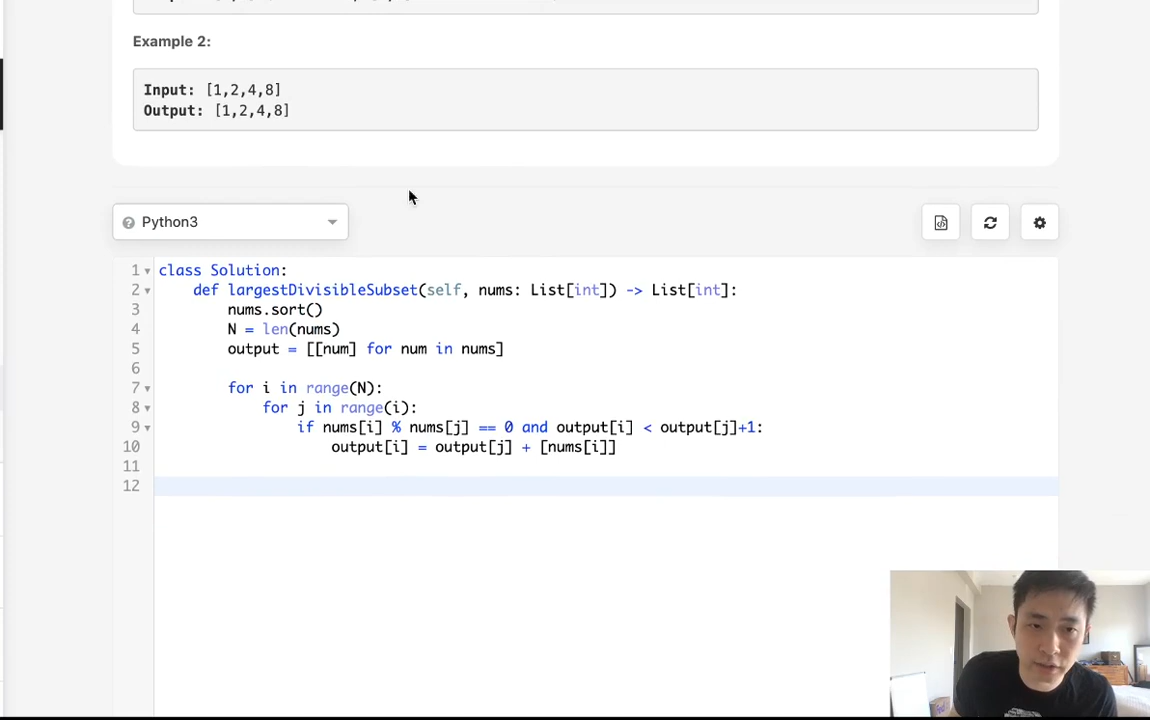 Example 2:
Input: [1,2,4,8]
Output: [1,2,4,8]
Python3
1 class Solution:
2 def largestDivisibleSubset(self, nums: List[int]) -> List[int]:
3 nums.sort()
4 N = len(nums)
5 output = [[num] for num in nums]
6
7 for i in range(N):
8 for j in range(i):
9 if nums[i] % nums[j] == 0 and output[i] < output[j]+1:
10 output[i] = output[j] + [nums[i]]
11
12